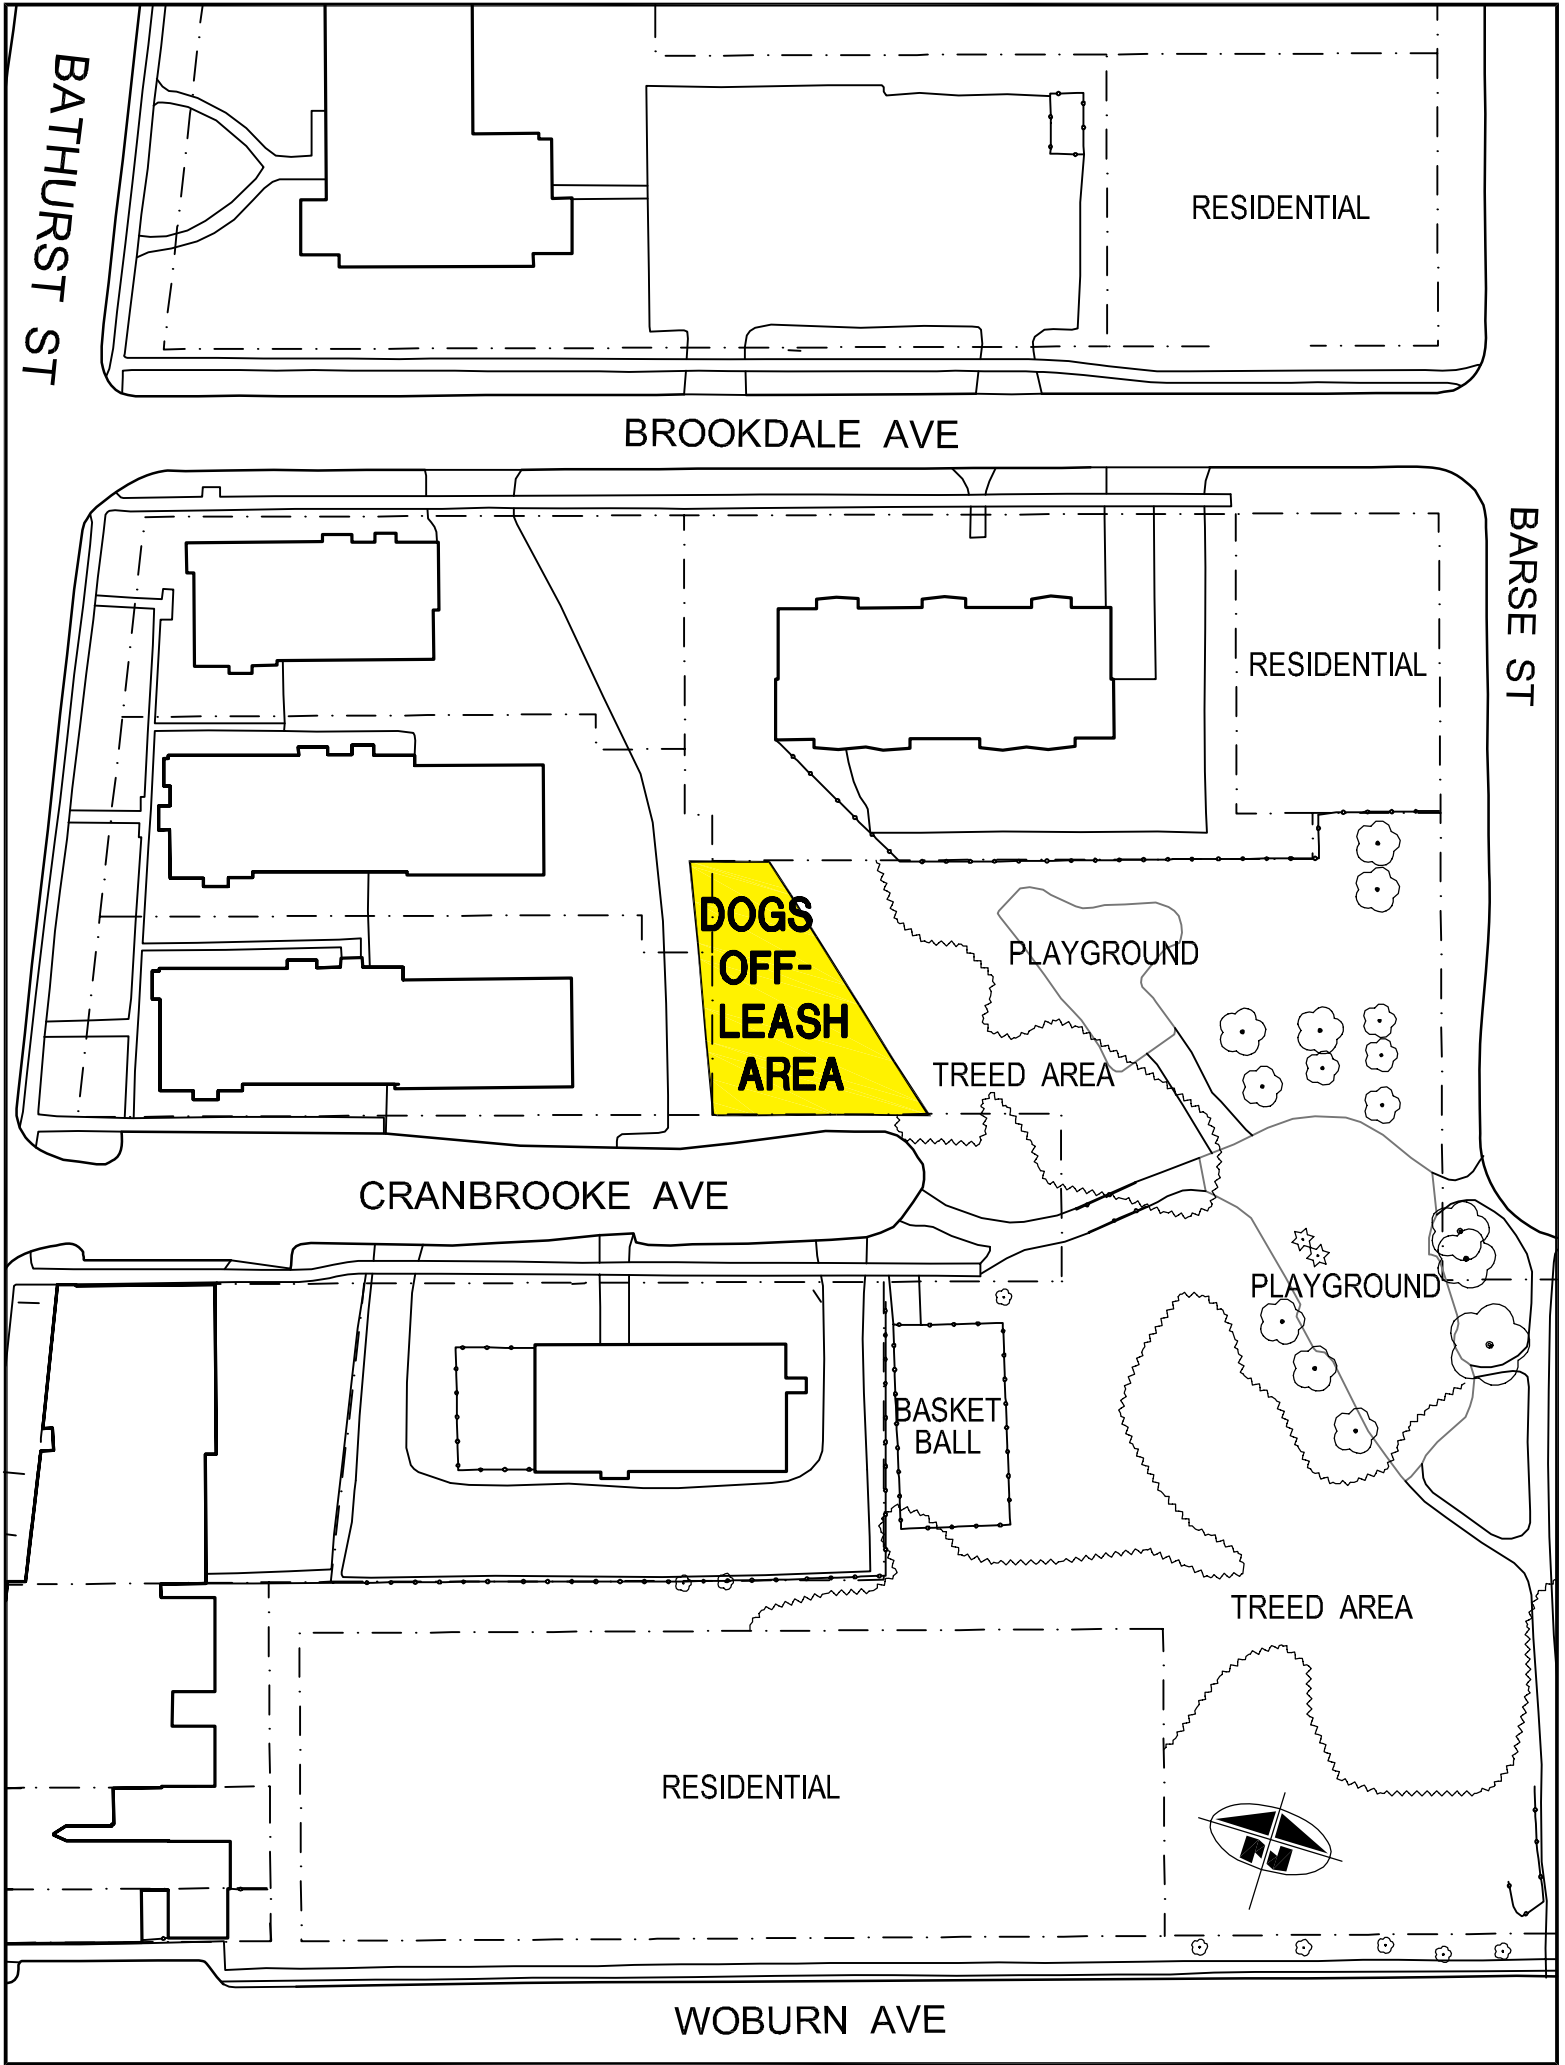 BATHURST ST
RESIDENTIAL
BROOKDALE AVE
BARSE ST
RESIDENTIAL
DOGS
OFF-
LEASH
AREA
PLAYGROUND
TREED AREA
CRANBROOKE AVE
PLAYGROUND
BASKET
BALL
TREED AREA
RESIDENTIAL
N
WOBURN AVE